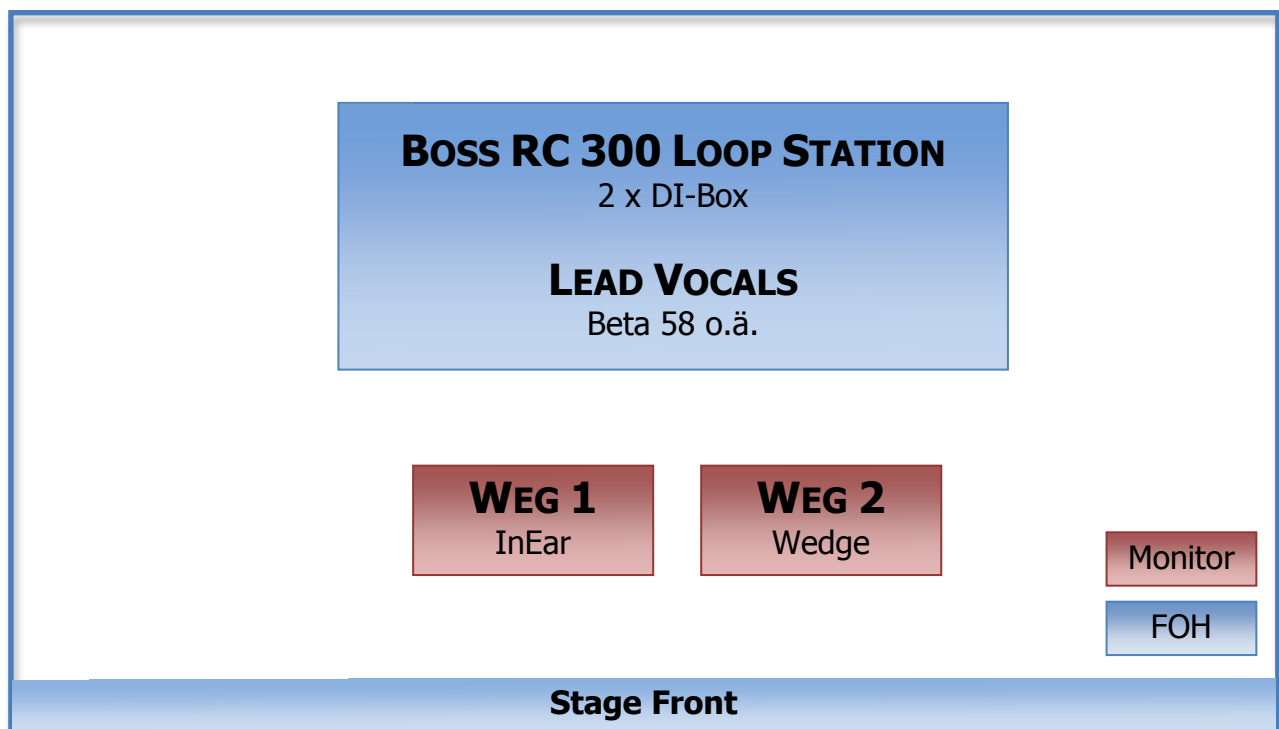 Boss RC 300 Loop Station
2 x DI-Box
Lead Vocals
Beta 58 o.ä.
Weg 1
InEar
Weg 2
Wedge
Monitor
FOH
Stage Front